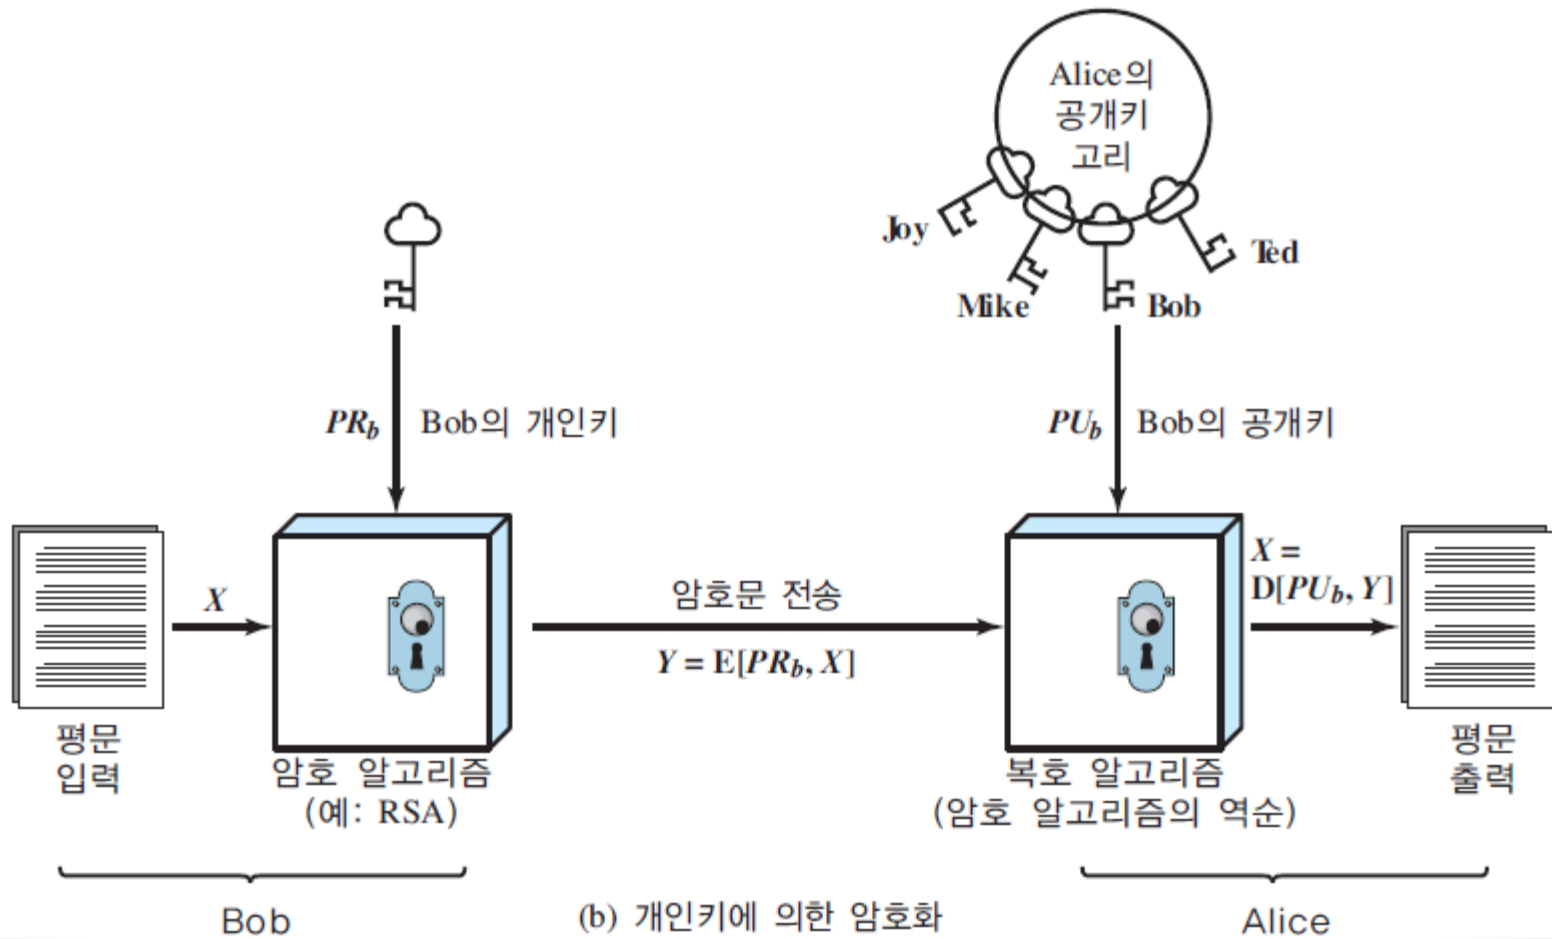 Alice의
공개키
고리
Joy
Mike
Bob
Ted
PRb Bob의 개인키
PUb Bob의 공개키
X
암호문 전송
Y = E[PRb, X]
X =
D[PUb, Y]
평문
입력
암호 알고리즘
(예: RSA)
복호 알고리즘
(암호 알고리즘의 역순)
평문
출력
Bob
(b) 개인키에 의한 암호화
Alice